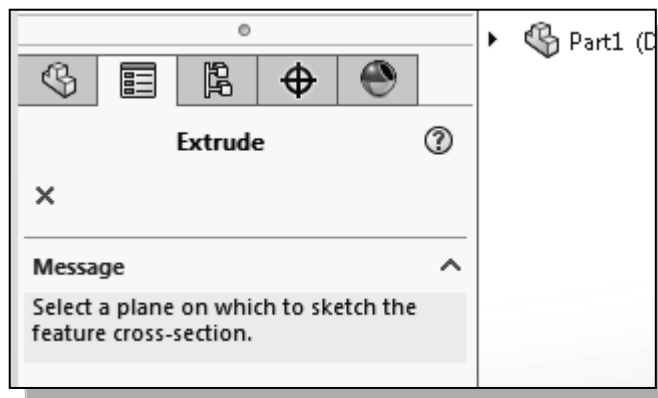 Part1 (D
Extrude
Message
Select a plane on which to sketch the
feature cross-section.